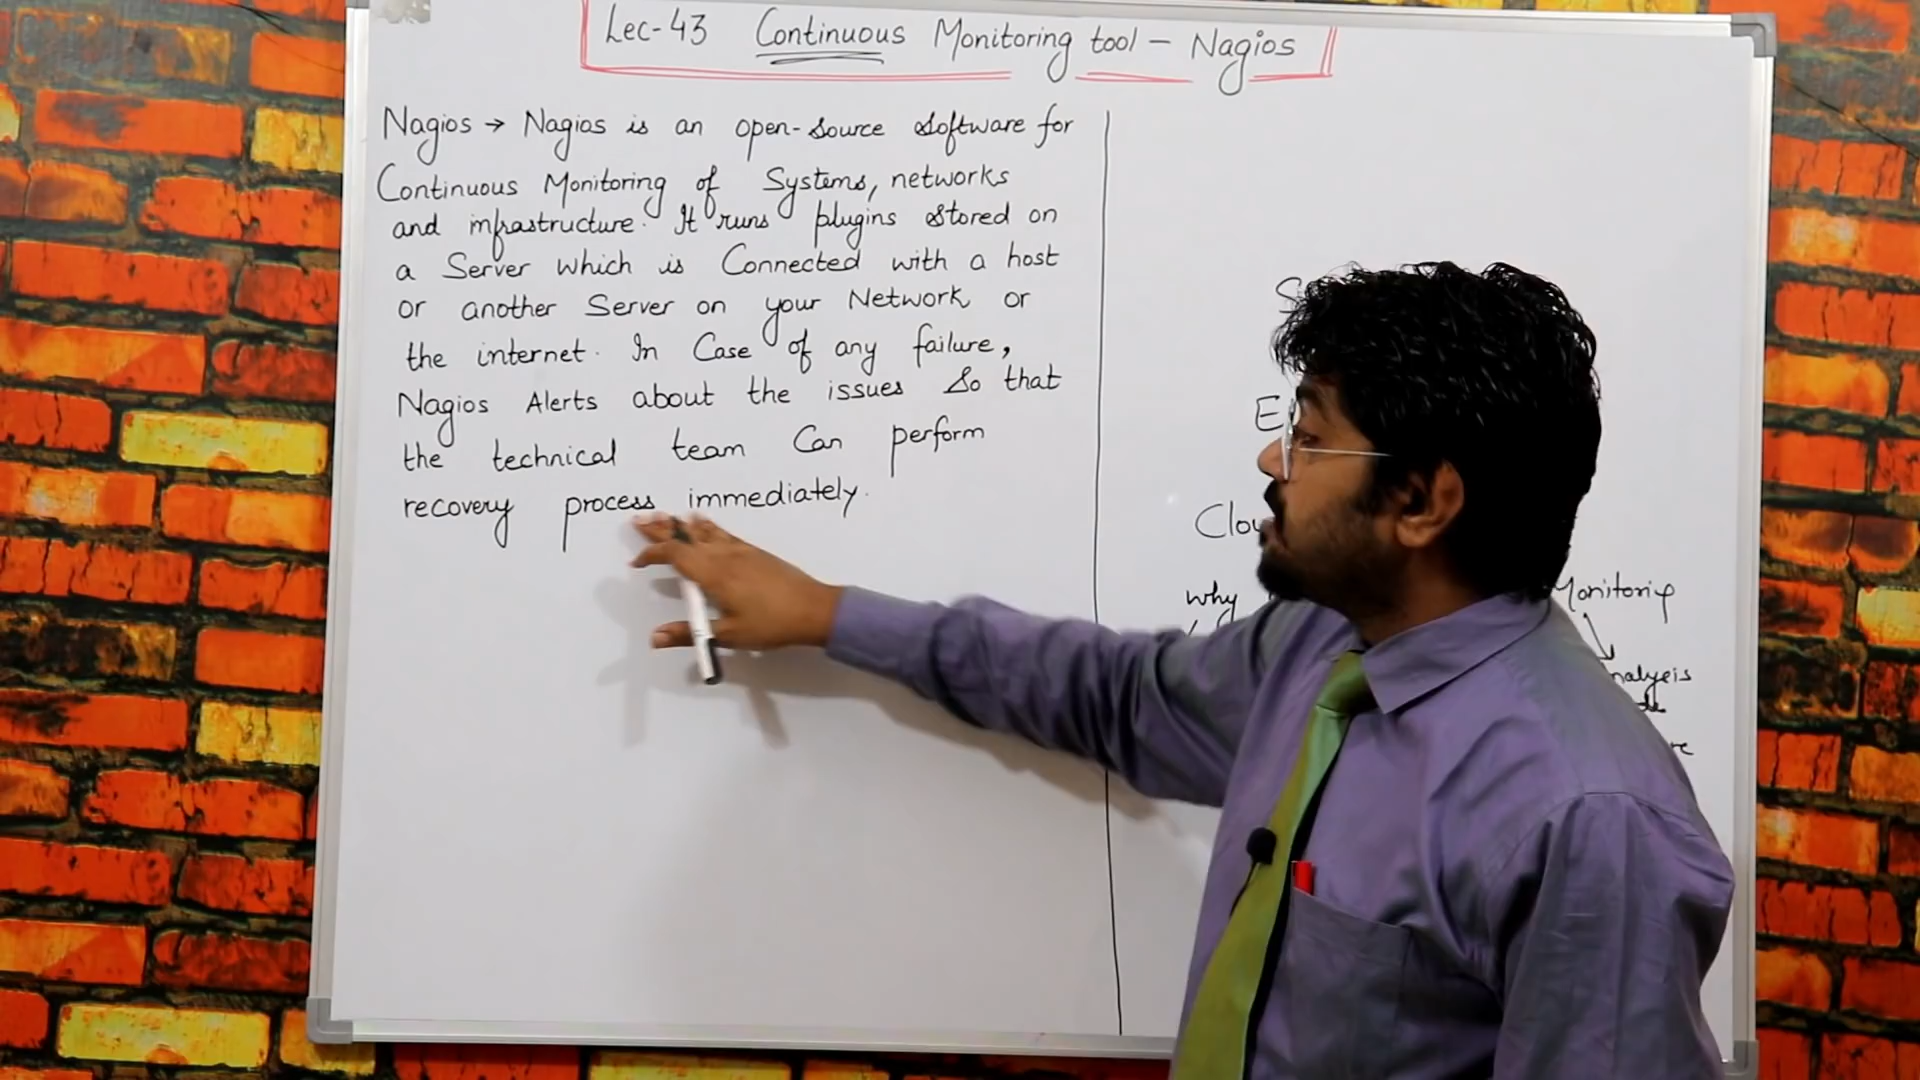 Lec-43 Continuous Monitoring tool - Nagios
Nagios → Nagios is an open-source software for
Continuous Monitoring of Systems, networks
and infrastructure. It runs plugins stored on
a Server which is Connected with a host
or another Server on your Network or
the internet. In Case of any failure,
Nagios Alerts about the issues So that
the technical team Can perform
recovery process immediately.
why Monitoring